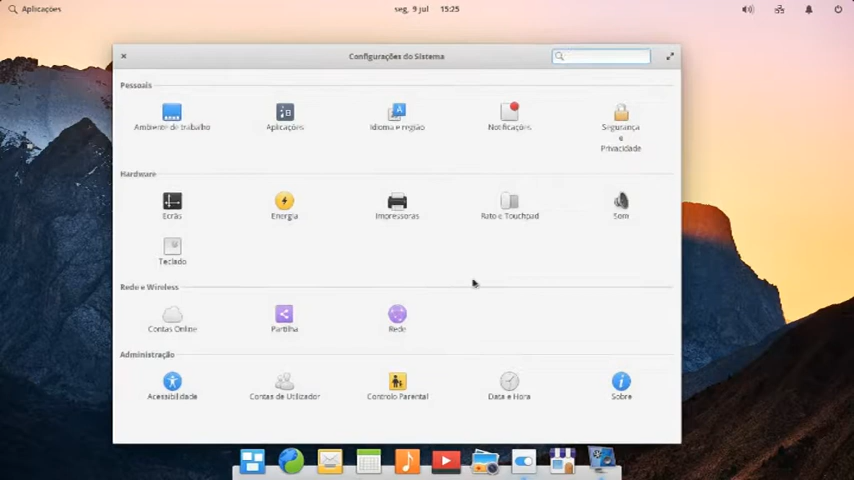 Aplicações
seg, 9 jul 15:25
Configurações do Sistema
Pessoais
Ambiente de trabalho
Aplicações
Idioma e região
Notificações
Segurança
e
Privacidade
Hardware
Ecrãs
Energia
Impressoras
Rato e Touchpad
Som
Teclado
Rede e Wireless
Contas Online
Partilha
Rede
Administração
Acessibilidade
Contas de Utilizador
Controlo Parental
Data e Hora
Sobre